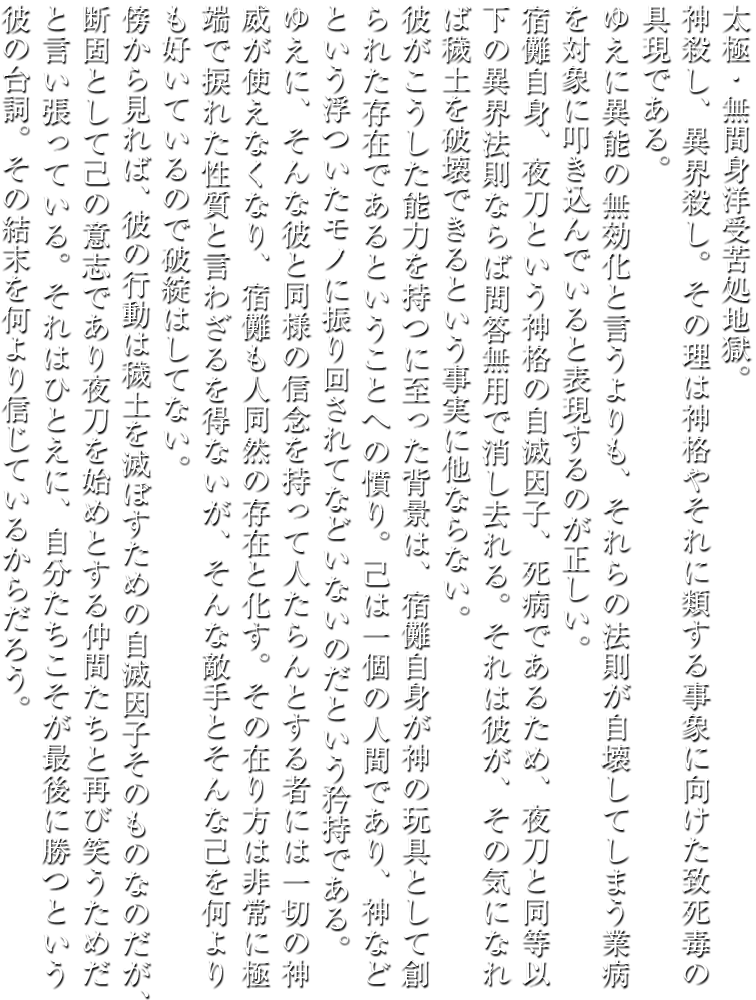 太極・無間身洋受苦処地獄。
神殺し、異界殺し。その理は神格やそれに類する事象に向けた致死毒の
具現である。
ゆえに異能の無効化と言うよりも、それらの法則が自壊してしまう業病
を対象に叩き込んでいると表現するのが正しい。
宿儺自身、夜刀という神格の自滅因子、死病であるため、夜刀と同等以
下の異界法則ならば問答無用で消し去れる。それは彼が、その気になれ
ば穢土を破壊できるという事実に他ならない。
彼がこうした能力を持つに至った背景は、宿儺自身が神の玩具として創
られた存在であるということへの憤り。己は一個の人間であり、神など
という浮ついたモノに振り回されてなどいないのだという矜持である。
ゆえに、そんな彼と同様の信念を持って人たらんとする者には一切の神
威が使えなくなり、宿儺も人同然の存在と化す。その在り方は非常に極
端で捩れた性質と言わざるを得ないが、そんな敵手とそんな己を何より
も好いているので破綻はしてない。
傍から見れば、彼の行動は穢土を滅ぼすための自滅因子そのものなのだが、
断固として己の意志であり夜刀を始めとする仲間たちと再び笑うためだ
と言い張っている。それはひとえに、自分たちこそが最後に勝つという
彼の台詞。その結末を何より信じているからだろう。